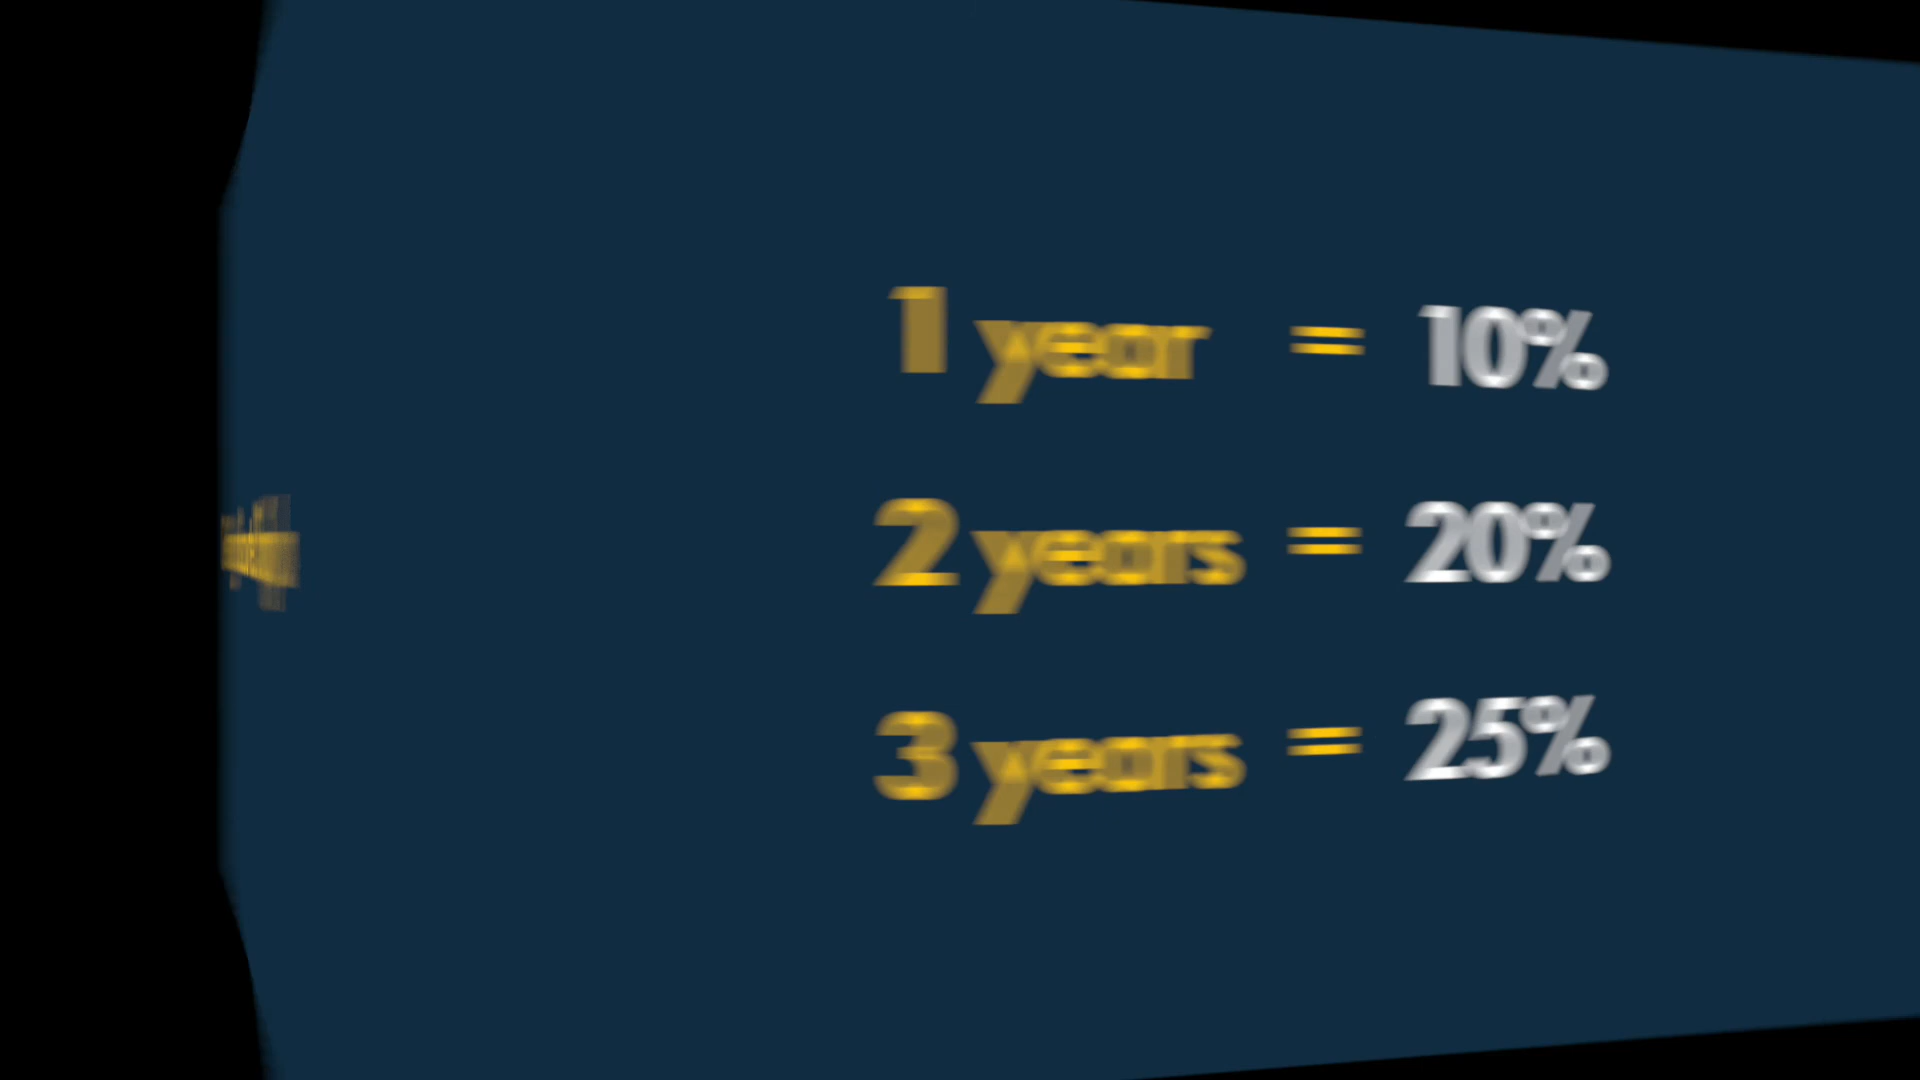 1 year = 10%
2 years = 20%
3 years = 25%